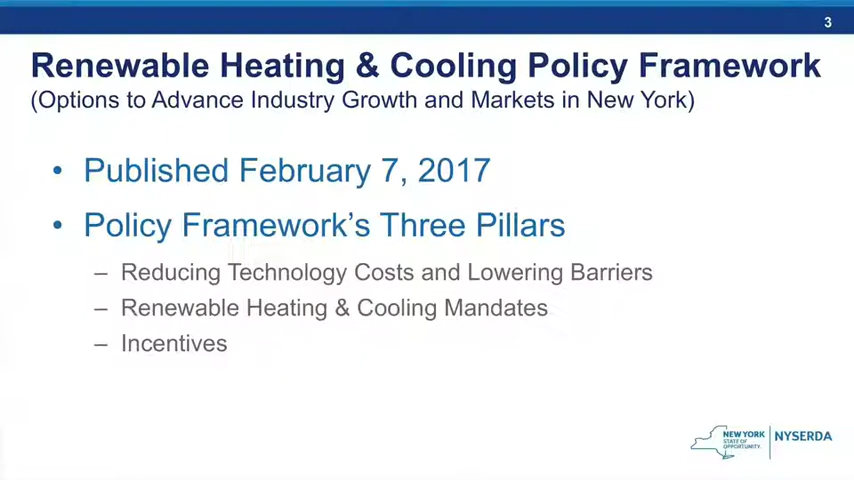 3
Renewable Heating & Cooling Policy Framework
(Options to Advance Industry Growth and Markets in New York)
• Published February 7, 2017
• Policy Framework's Three Pillars
– Reducing Technology Costs and Lowering Barriers
– Renewable Heating & Cooling Mandates
– Incentives
NEW YORK
STATE OF
OPPORTUNITY.
NYSERDA